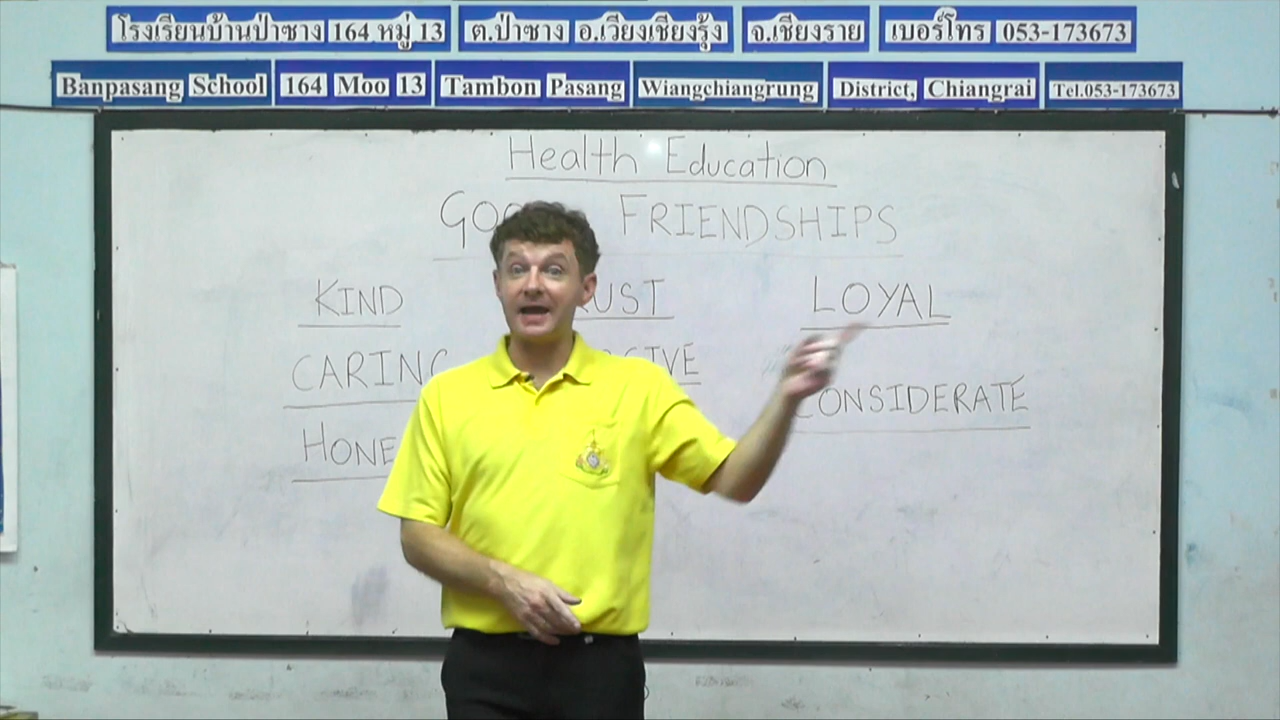 โรงเรียนบ้านป่าซาง 164 หมู่ 13 ต.ป่าซาง อ.เวียงเชียงรุ้ง จ.เชียงราย เบอร์โทร 053-173673
Banpasang School 164 Moo 13 Tambon Pasang Wiangchiangrung District, Chiangrai Tel.053-173673
Health Education
FRIENDSHIPS
KIND LOYAL
CARING CONSIDERATE